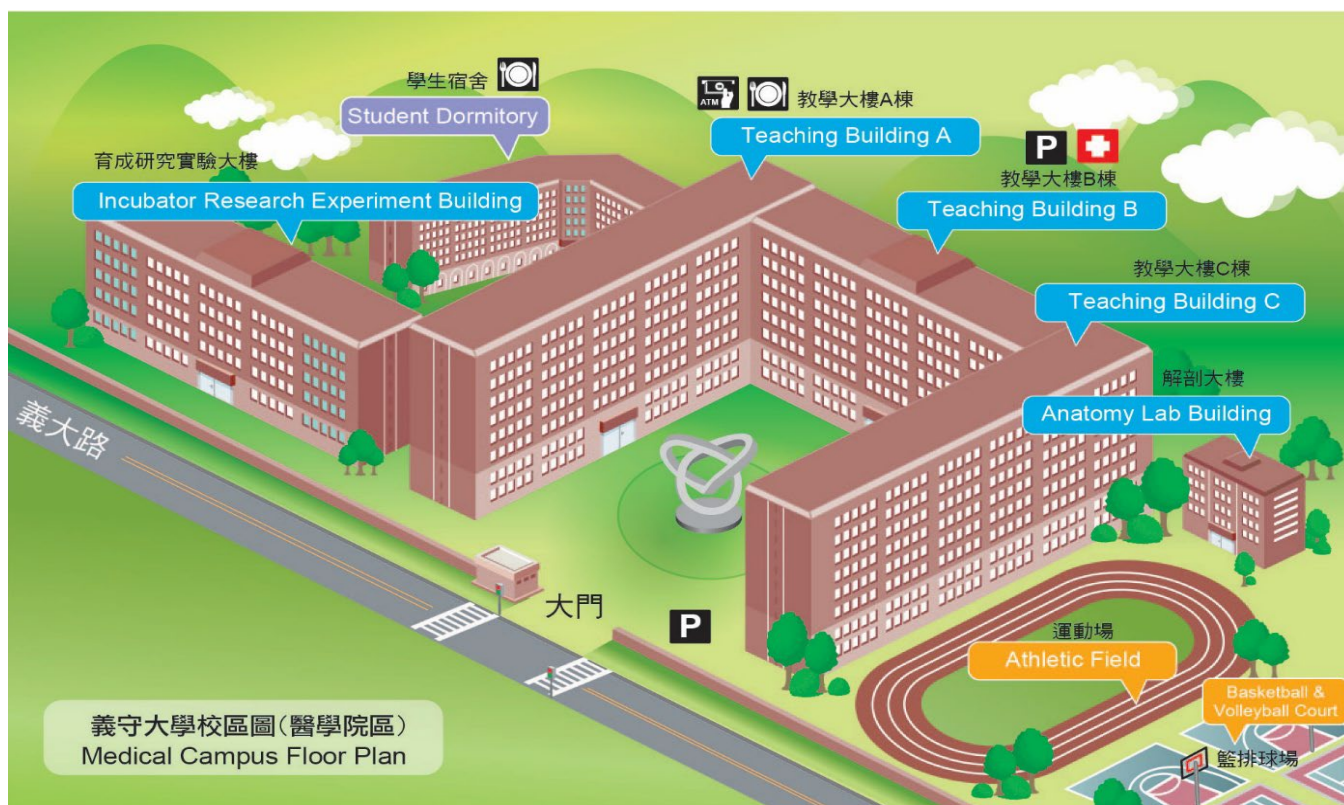 學生宿舍
Student Dormitory
ATM
教學大樓A棟
Teaching Building A
P
教學大樓B棟
Teaching Building B
育成研究實驗大樓
Incubator Research Experiment Building
教學大樓C棟
Teaching Building C
解剖大樓
Anatomy Lab Building
義大路
大門
P
運動場
Athletic Field
Basketball &
Volleyball Court
籃排球場
義守大學校區圖(醫學院區)
Medical Campus Floor Plan